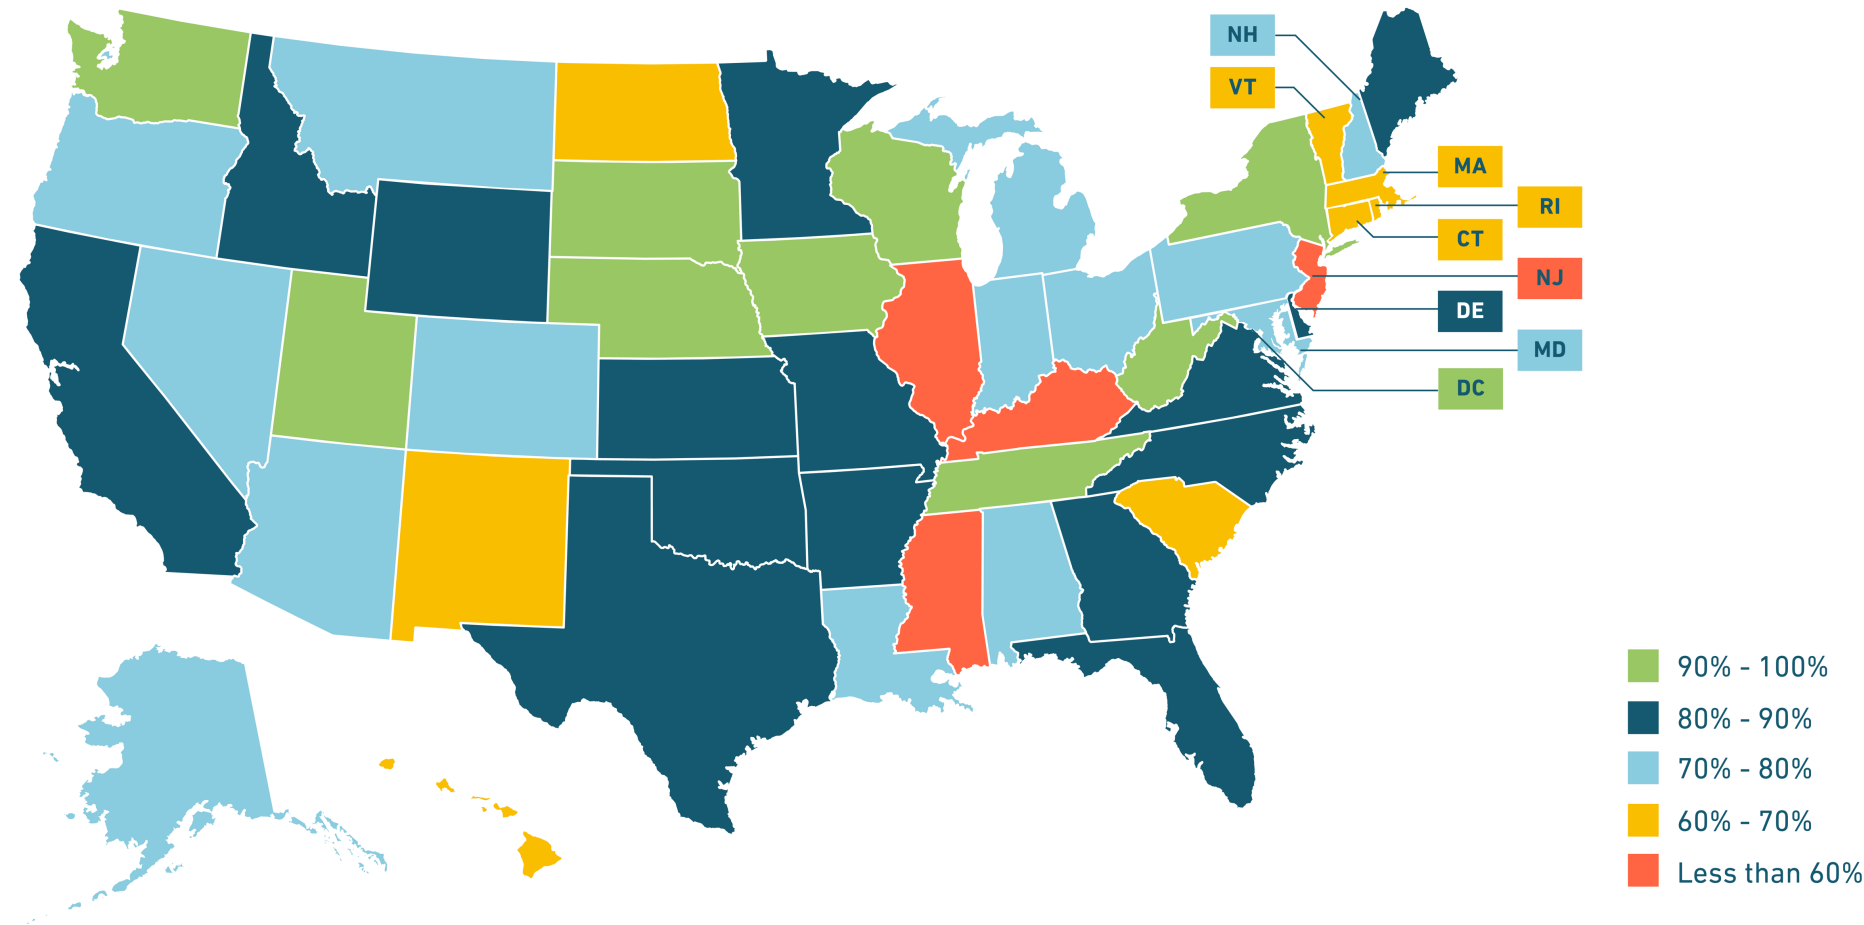 NH
VT
MA
RI
CT
NJ
DE
MD
DC
90% - 100%
80% - 90%
70% - 80%
60% - 70%
Less than 60%